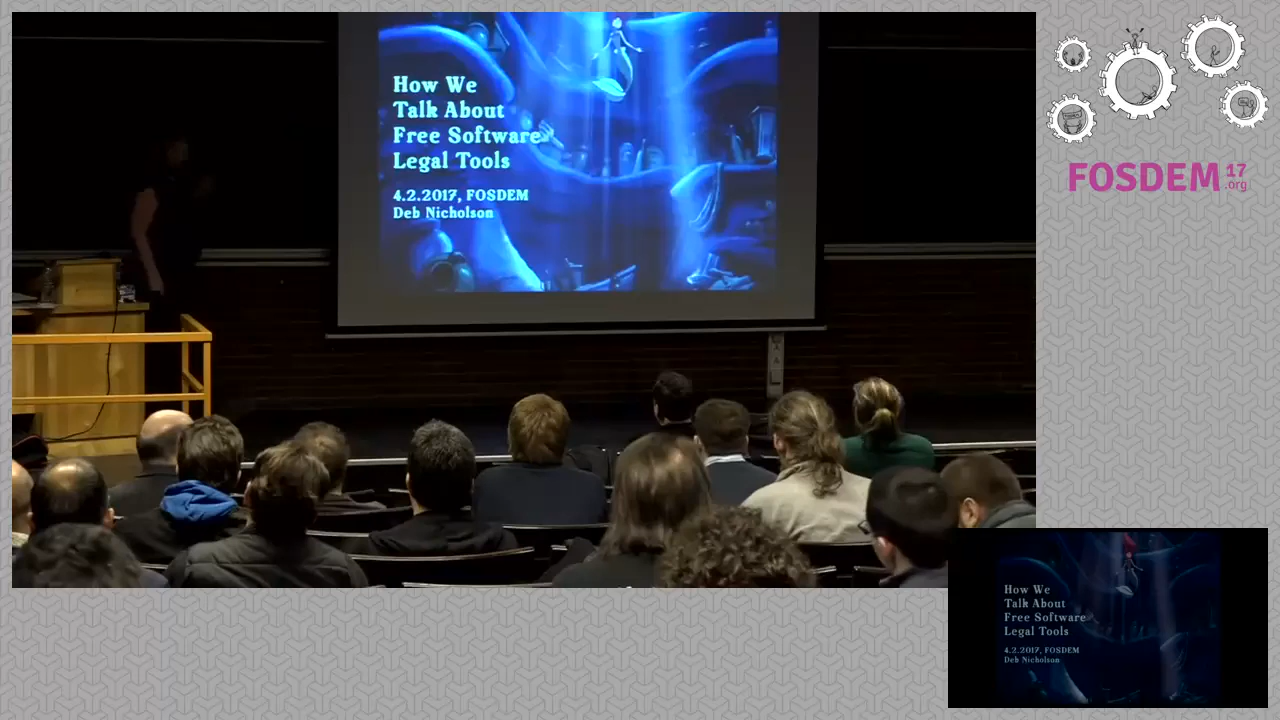 How We
Talk About
Free Software
Legal Tools
4.2.2017, FOSDEM
Deb Nicholson
FOSDEM 17
.org
How We
Talk About
Free Software
Legal Tools
4.2.2017, FOSDEM
Deb Nicholson